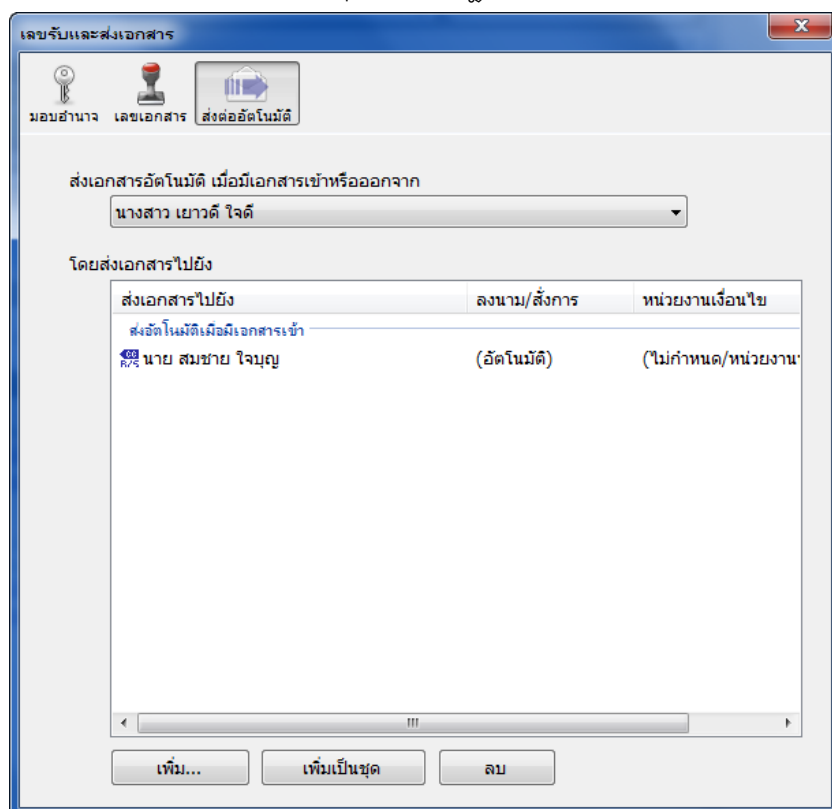 เลขรับและส่งเอกสาร
มอบอำนาจ เลขเอกสาร ส่งต่ออัตโนมัติ
ส่งเอกสารอัตโนมัติ เมื่อมีเอกสารเข้าหรือออกจาก
นางสาว เยาวดี ใจดี
โดยส่งเอกสารไปยัง
ส่งเอกสารไปยัง ลงนาม/สั่งการ หน่วยงานเงื่อนไข
ส่งอัตโนมัติเมื่อมีเอกสารเข้า
นาย สมชาย ใจบุญ (อัตโนมัติ) (ไม่กำหนด/หน่วยงาน
เพิ่ม... เพิ่มเป็นชุด ลบ